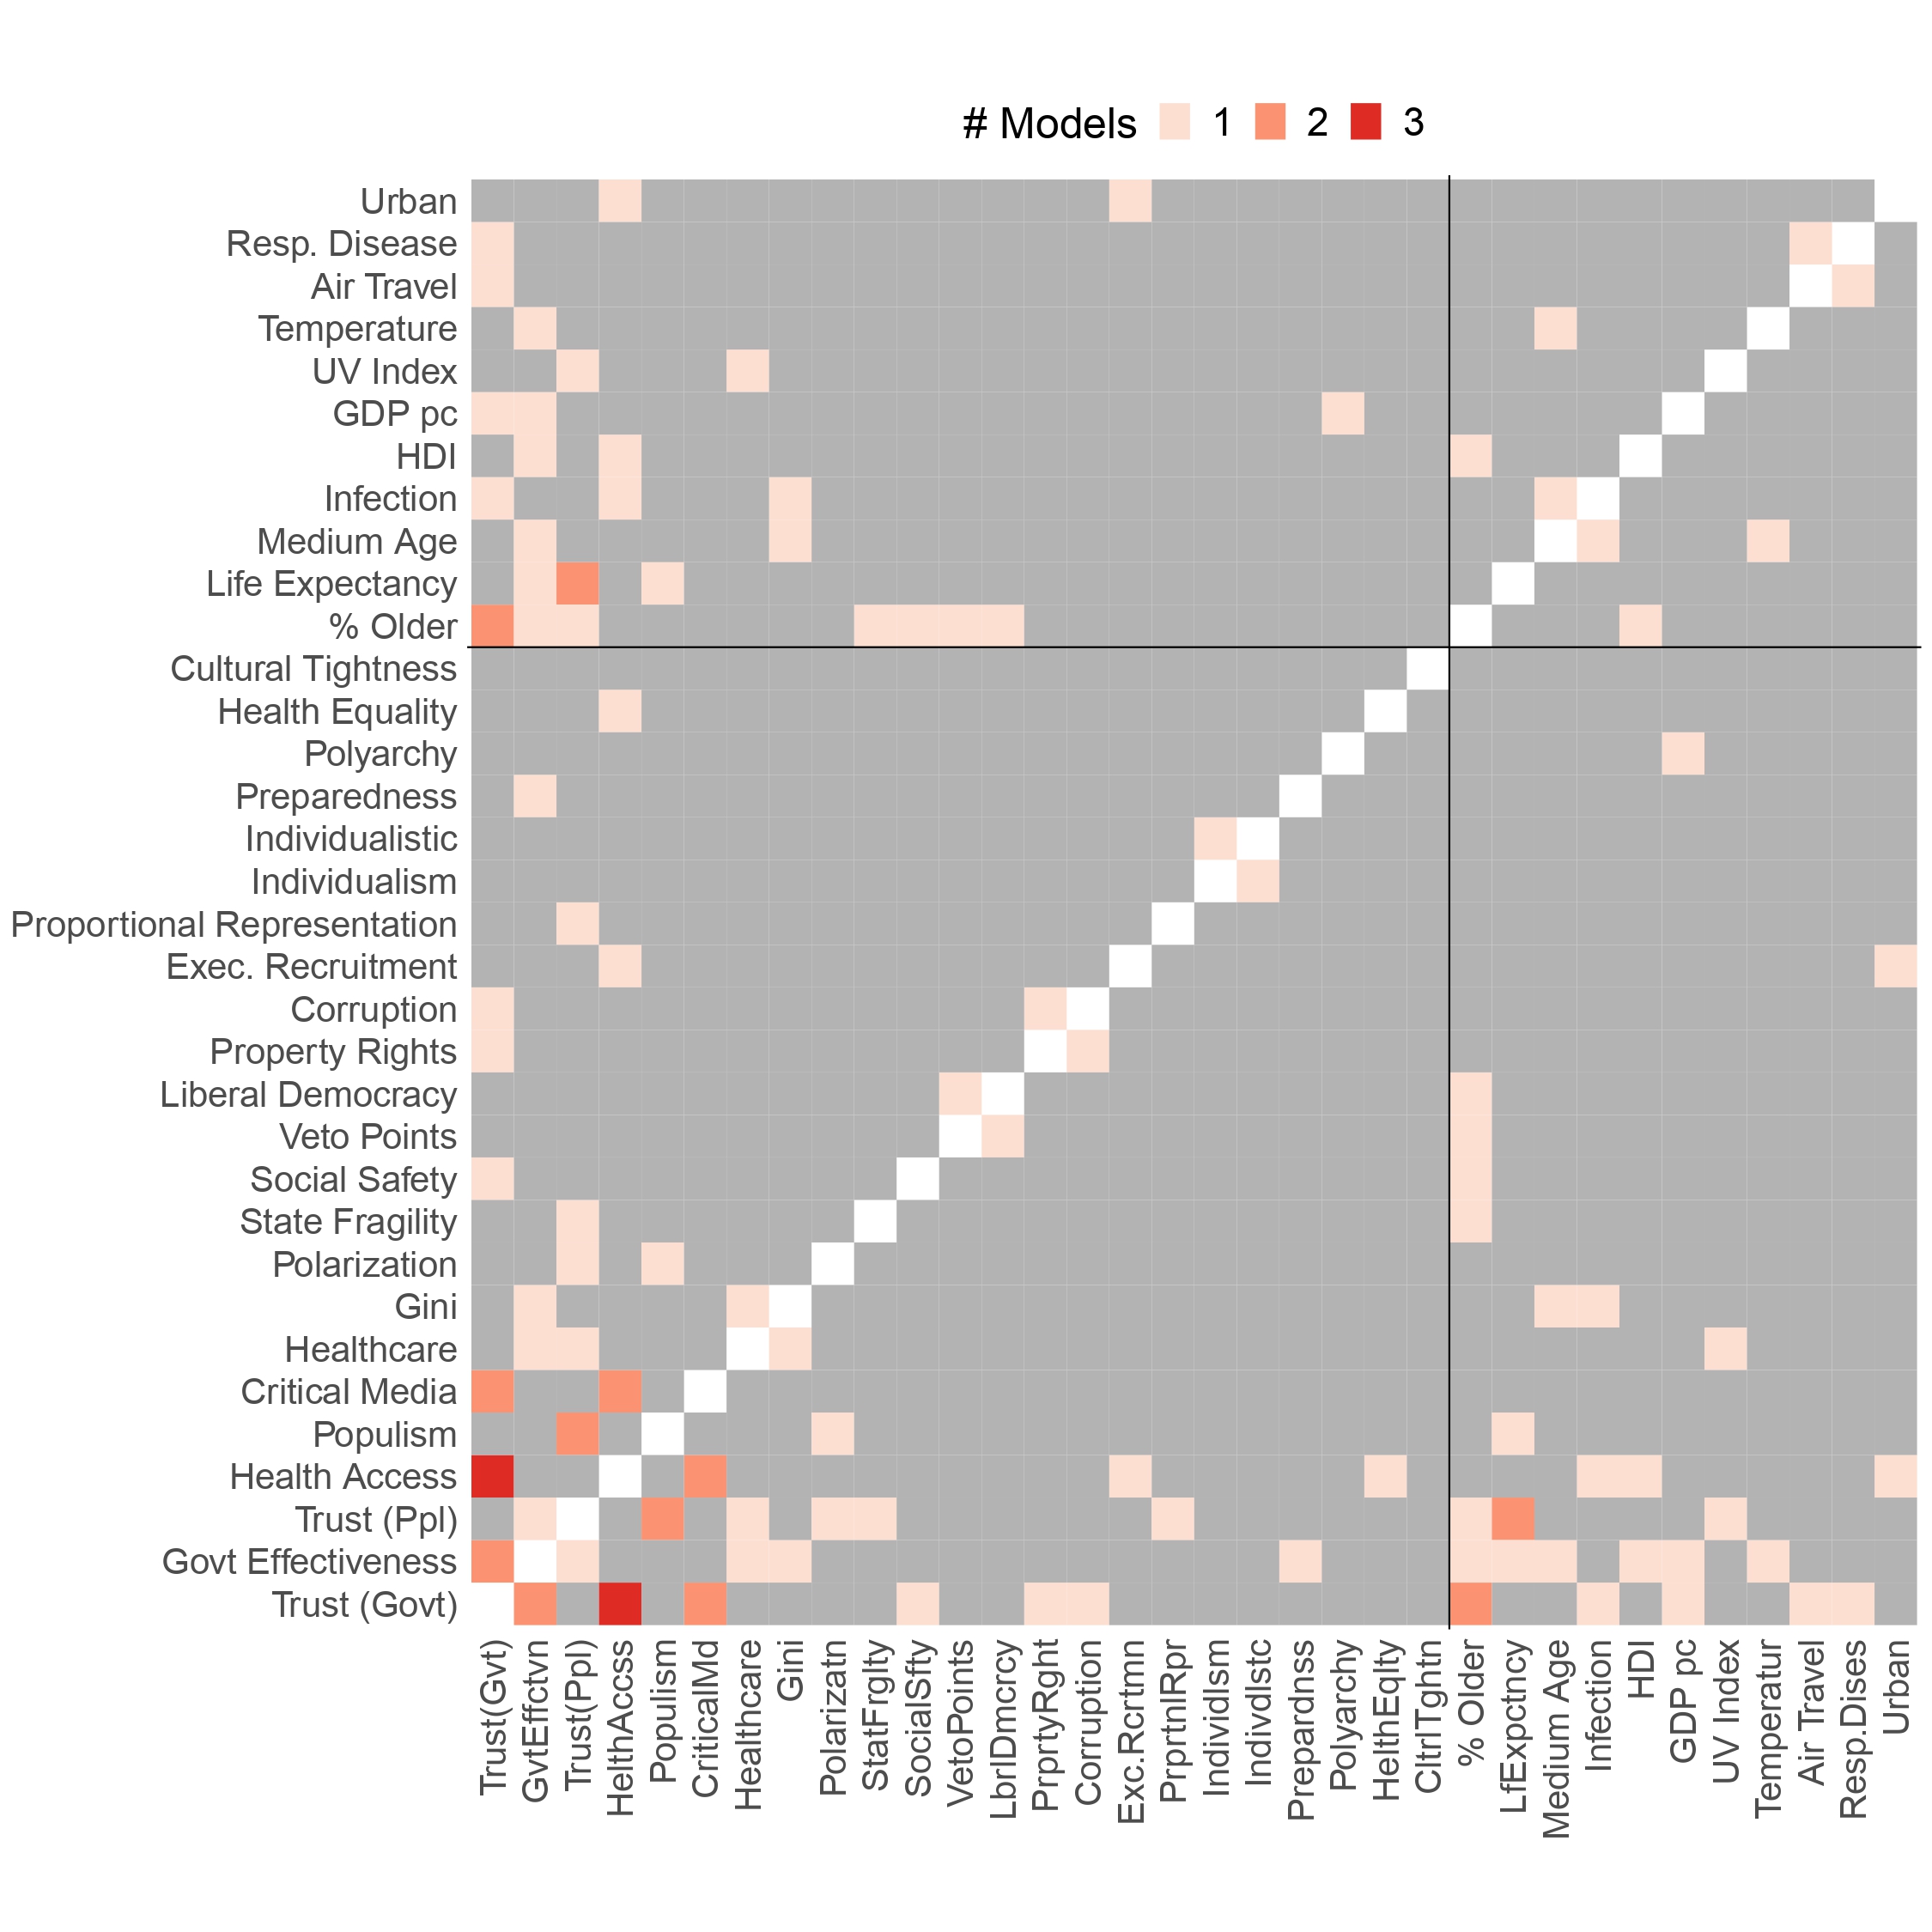 # Models 1 2 3
Urban
Resp. Disease
Air Travel
Temperature
UV Index
GDP pc
HDI
Infection
Medium Age
Life Expectancy
% Older
Cultural Tightness
Health Equality
Polyarchy
Preparedness
Individualistic
Individualism
Proportional Representation
Exec. Recruitment
Corruption
Property Rights
Liberal Democracy
Veto Points
Social Safety
State Fragility
Polarization
Gini
Healthcare
Critical Media
Populism
Health Access
Trust (Ppl)
Govt Effectiveness
Trust (Govt)
Trust(Gvt)
GvtEffctvn
Trust(Ppl)
HelthAccss
Populism
CriticalMd
Healthcare
Gini
Polarizatn
StatFrglty
SocialSfty
VetoPoints
LbrlDmcrcy
PrprtyRght
Corruption
Exc.Rcrtmn
PrprtnlRpr
Individlsm
Indivdlstc
Prepardnss
Polyarchy
HelthEqlty
CltrlTghtn
% Older
LfExpctncy
Medium Age
Infection
HDI
GDP pc
UV Index
Temperatur
Air Travel
Resp.Dises
Urban